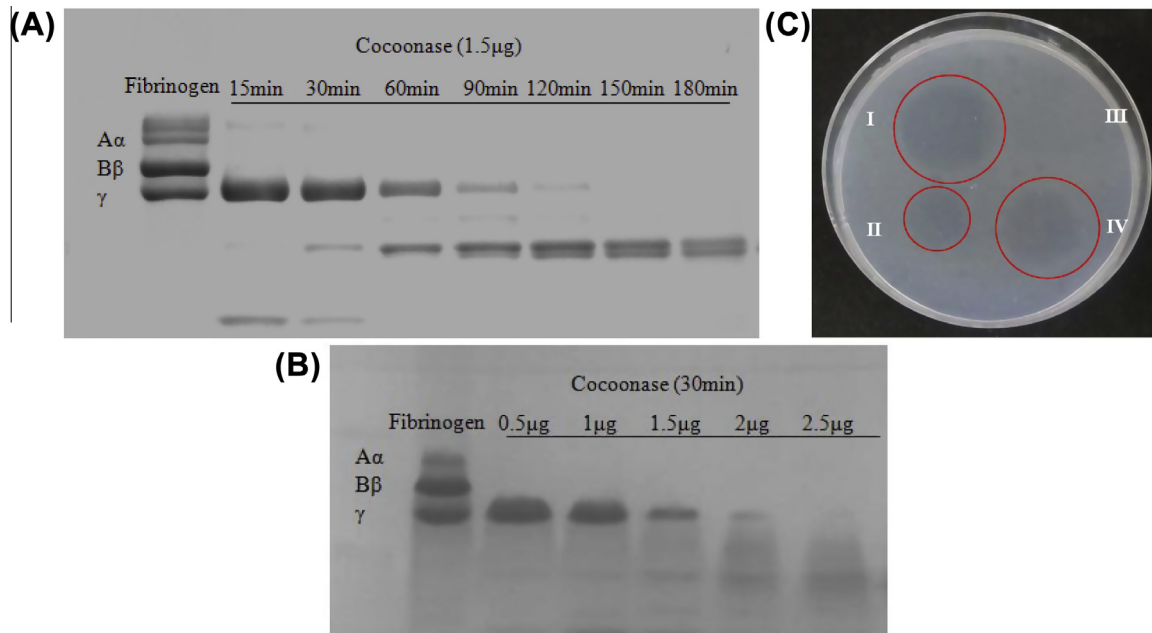 (A)
Cocoonase (1.5µg)
Fibrinogen 15min 30min 60min 90min 120min 150min 180min
Aα
Bβ
γ
(C)
I
III
II
IV
(B)
Cocoonase (30min)
Fibrinogen 0.5µg 1µg 1.5µg 2µg 2.5µg
Aα
Bβ
γ